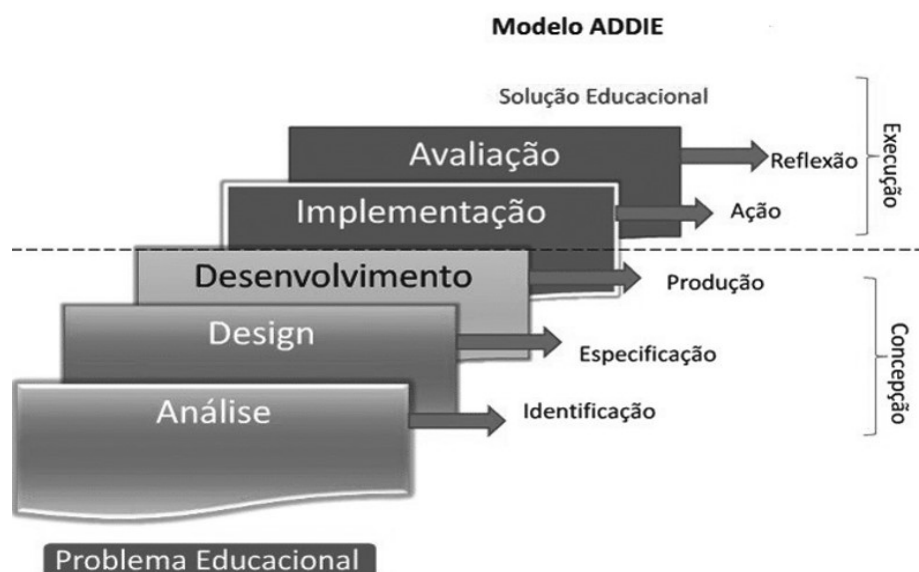 Modelo ADDIE
Solução Educacional
Avaliação
Reflexão
Execução
Implementação
Ação
Desenvolvimento
Produção
Design
Especificação
Concepção
Análise
Identificação
Problema Educacional